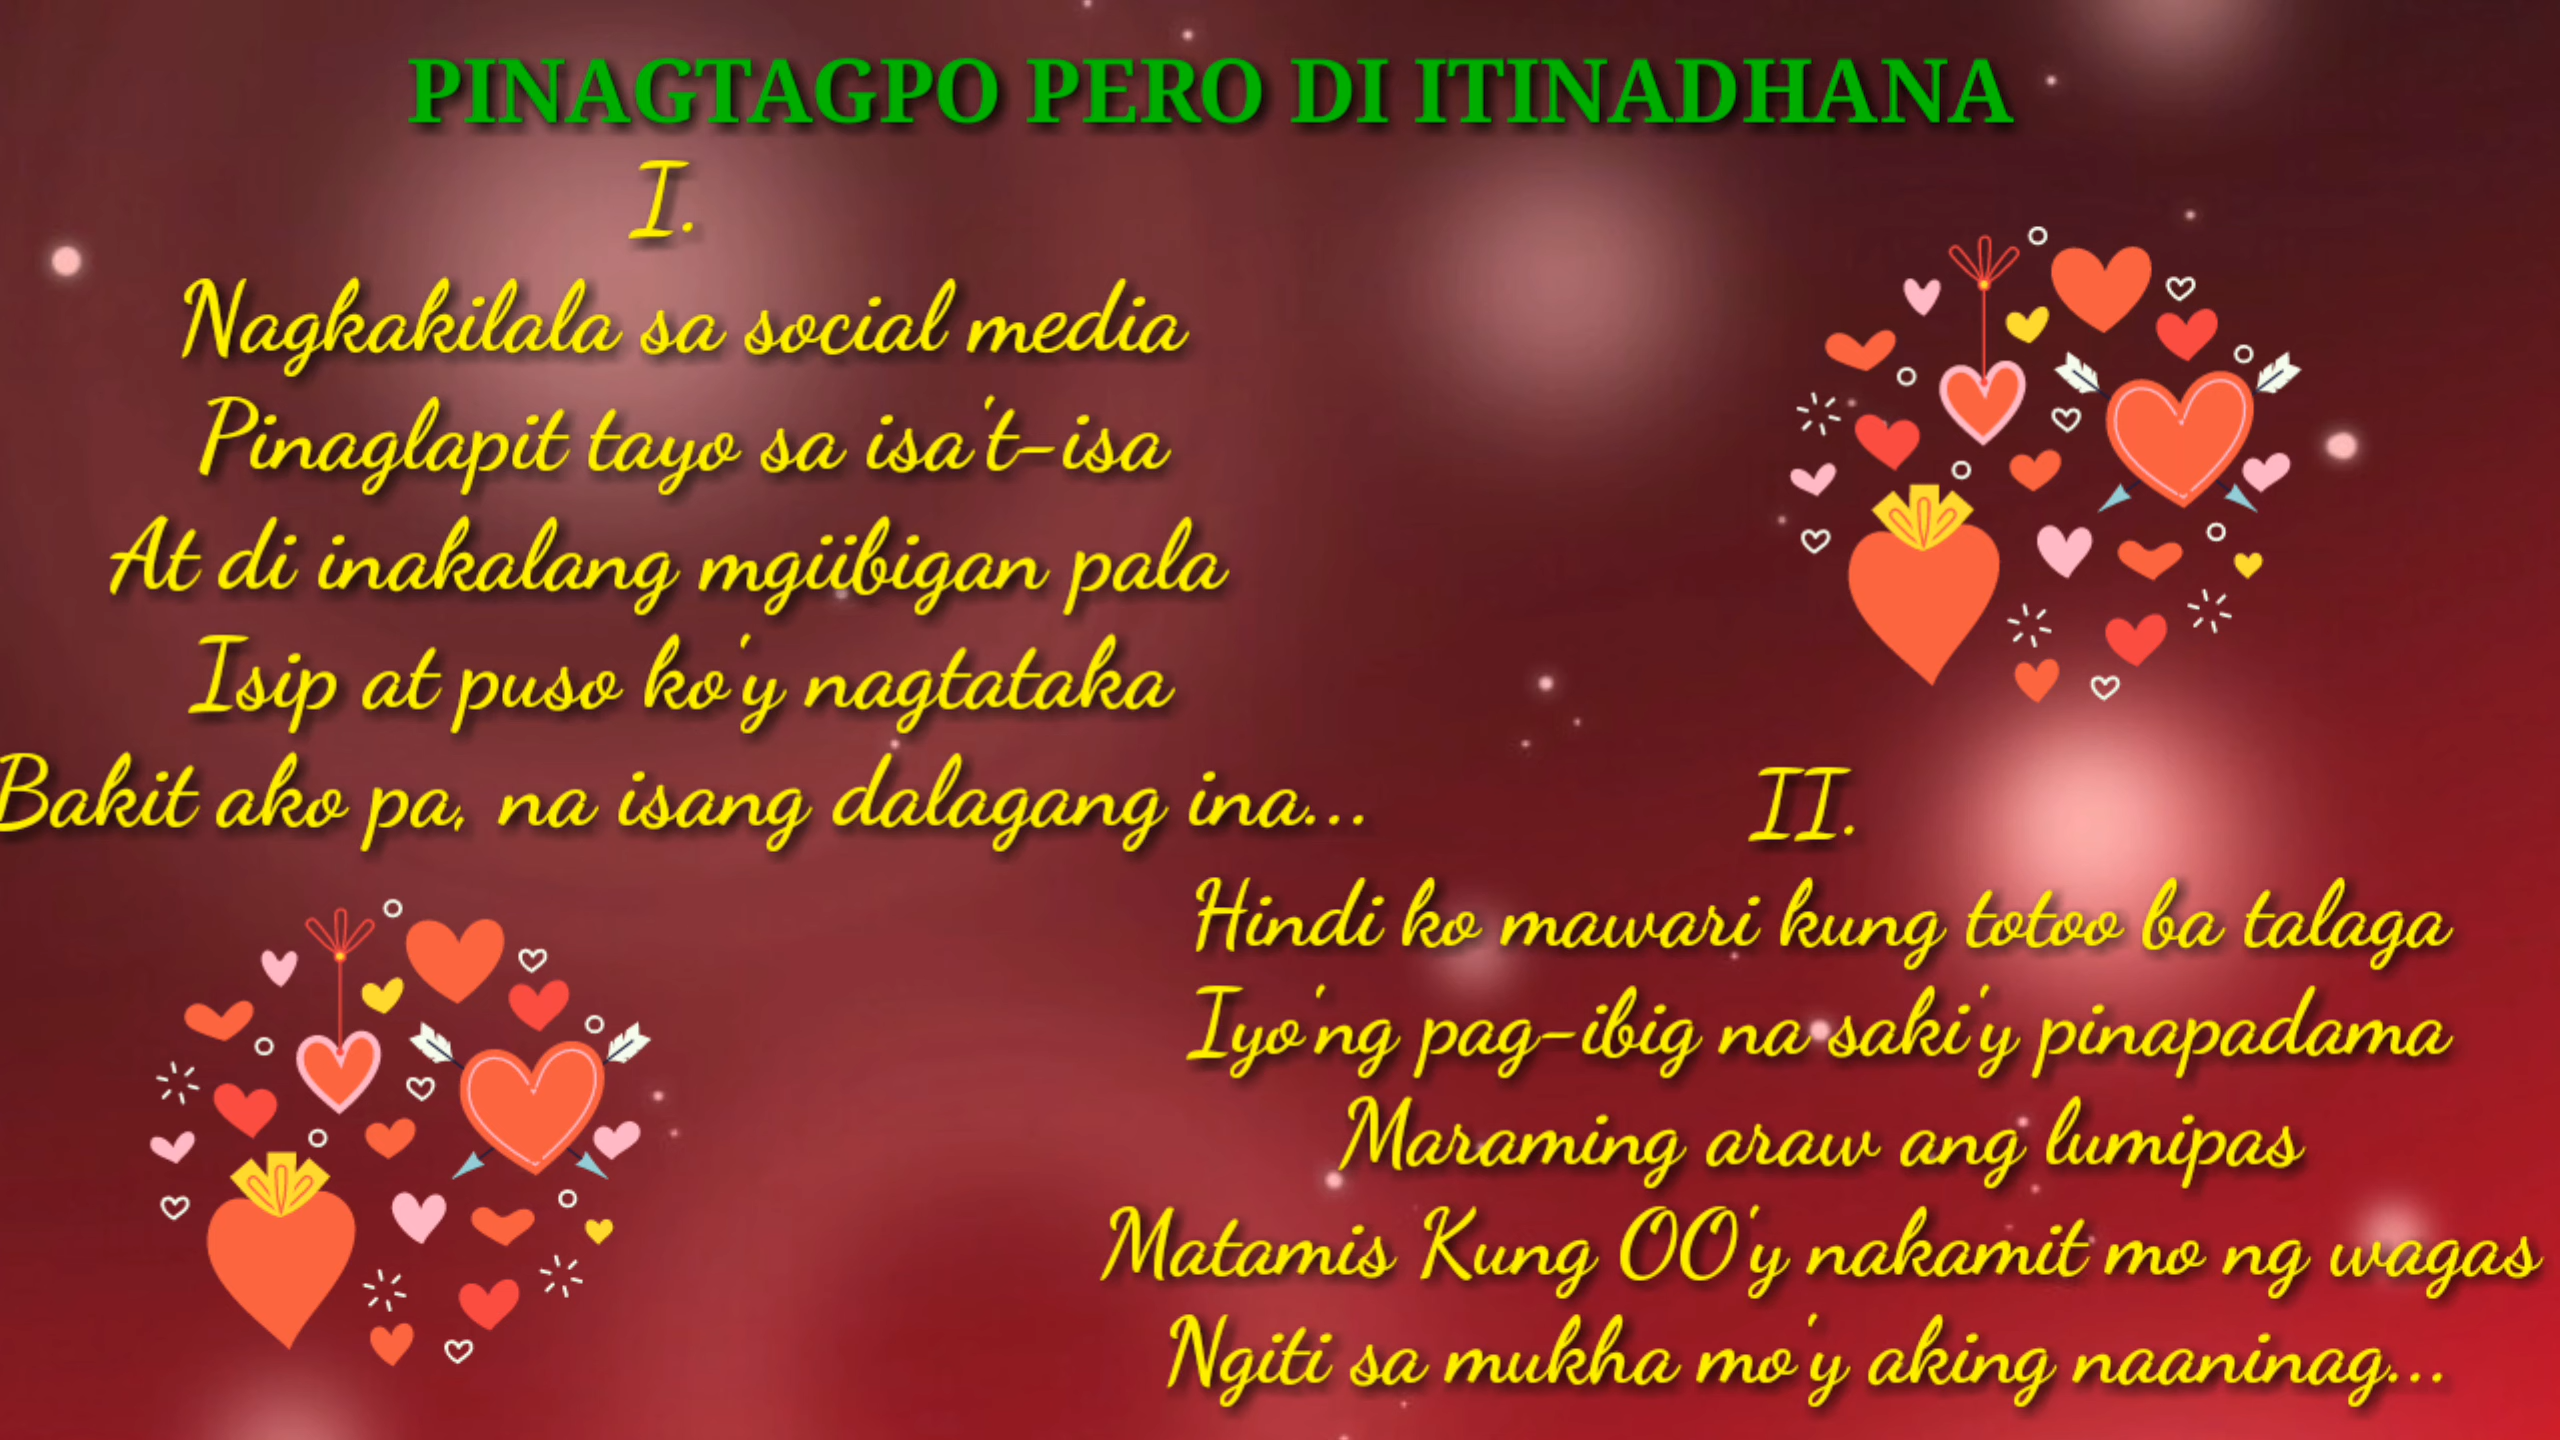 PINAGTAGPO PERO DI ITINADHANA
I.
Nagkakilala sa social media
Pinaglapit tayo sa isa't-isa
At di inakalang mgiibigan pala
Isip at puso ko'y nagtataka
Bakit ako pa, na isang dalagang ina...
II.
Hindi ko mawari kung totoo ba talaga
Iyo'ng pag-ibig na saki'y pinapadama
Maraming araw ang lumipas
Matamis Kung OO'y nakamit mo ng wagas
Ngiti sa mukha mo'y aking naaninag...